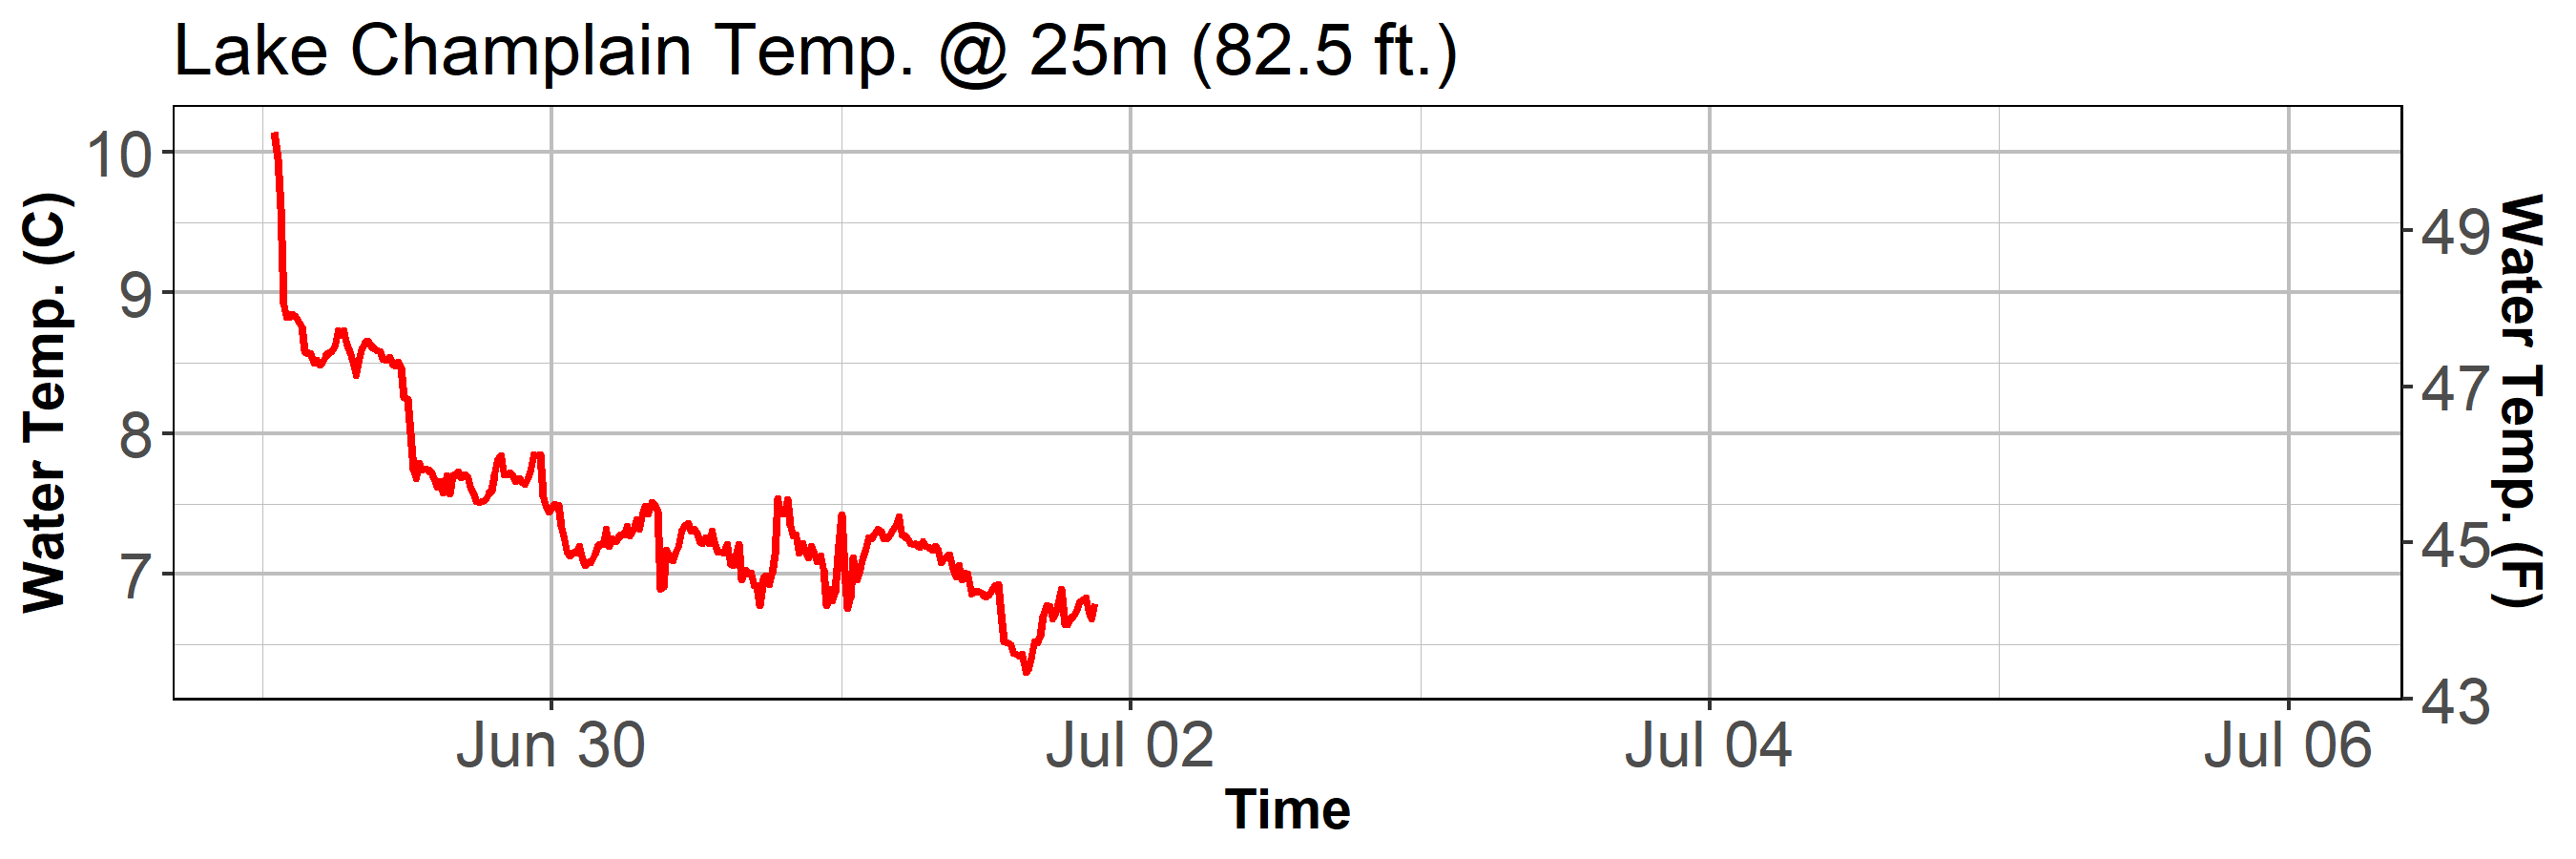 Lake Champlain Temp. @ 25m (82.5 ft.)
Water Temp. (C)
10
9
8
7
49
47
45
43
Water Temp. (F)
Jun 30 Jul 02 Jul 04 Jul 06
Time